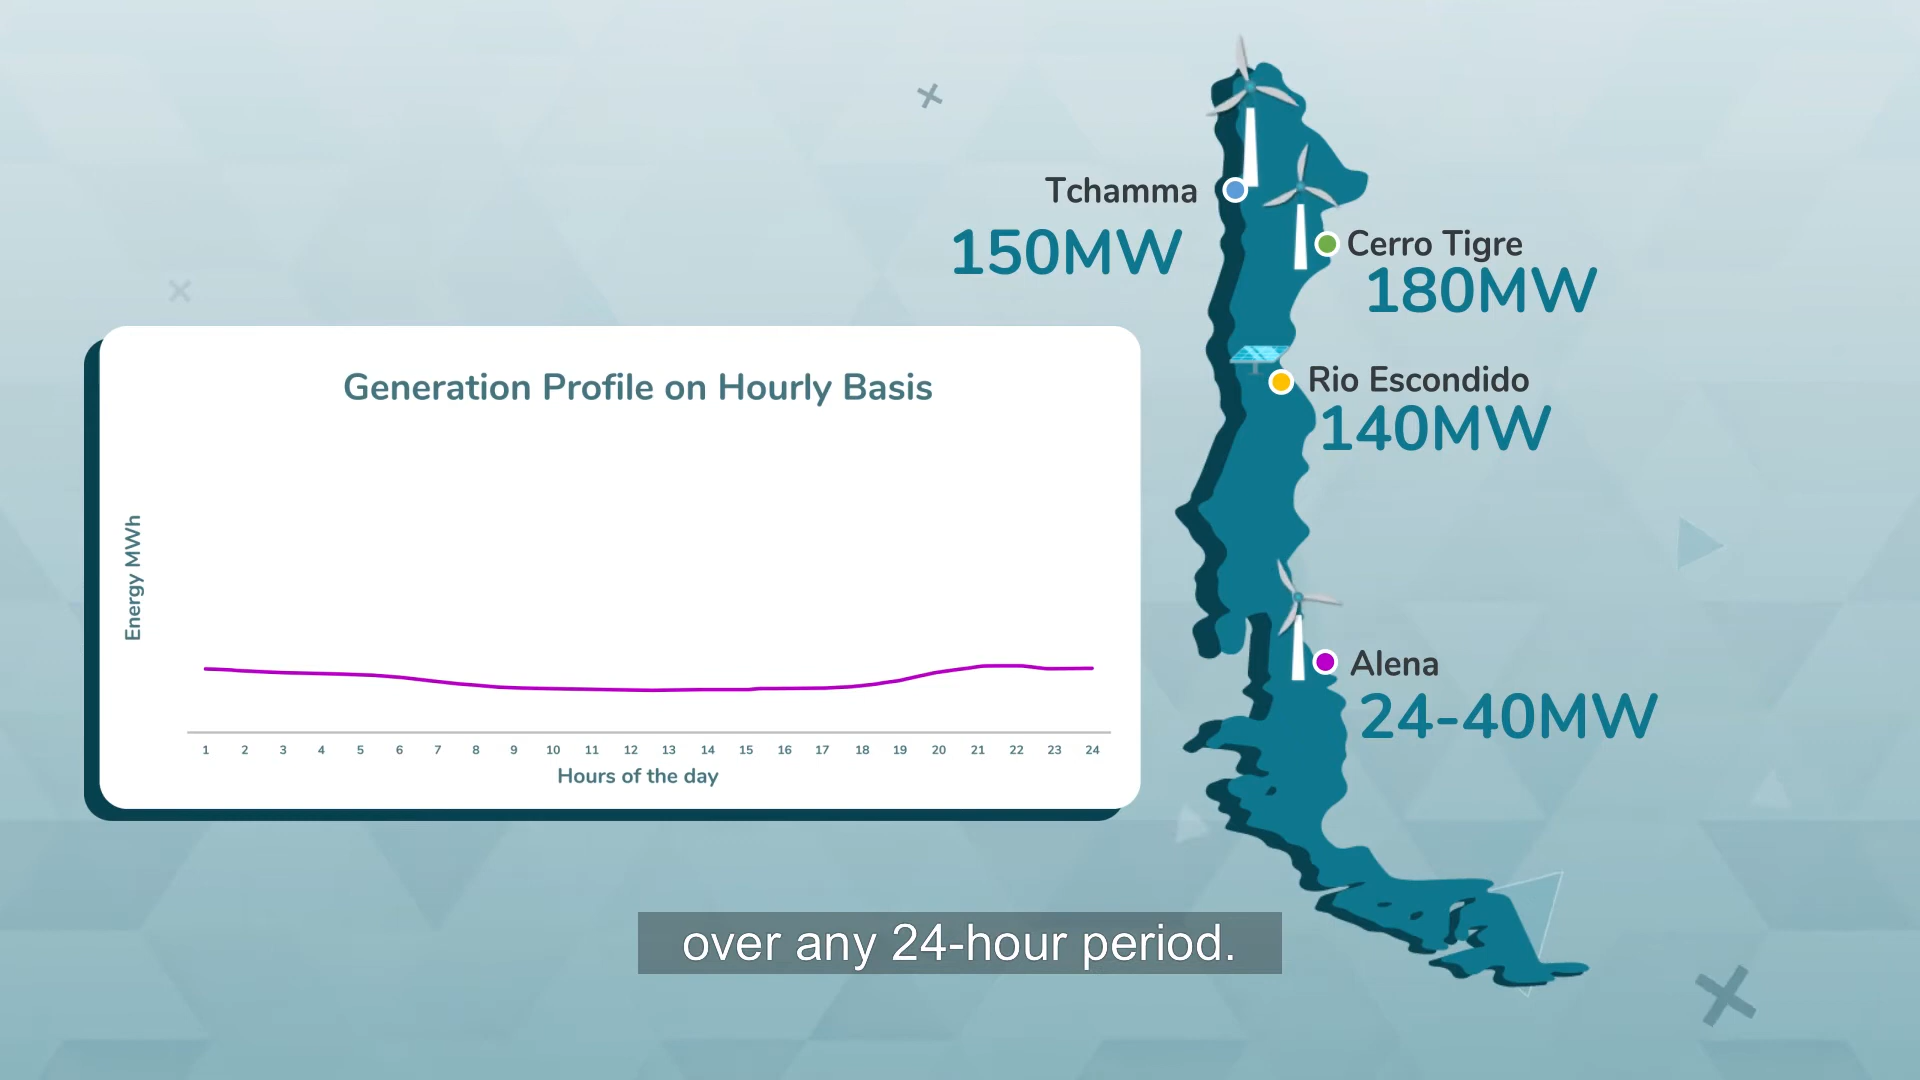 Tchamma
150MW
Cerro Tigre
180MW
Rio Escondido
140MW
Generation Profile on Hourly Basis
Energy MWh
1 2 3 4 5 6 7 8 9 10 11 12 13 14 15 16 17 18 19 20 21 22 23 24
Hours of the day
Alena
24-40MW
over any 24-hour period.